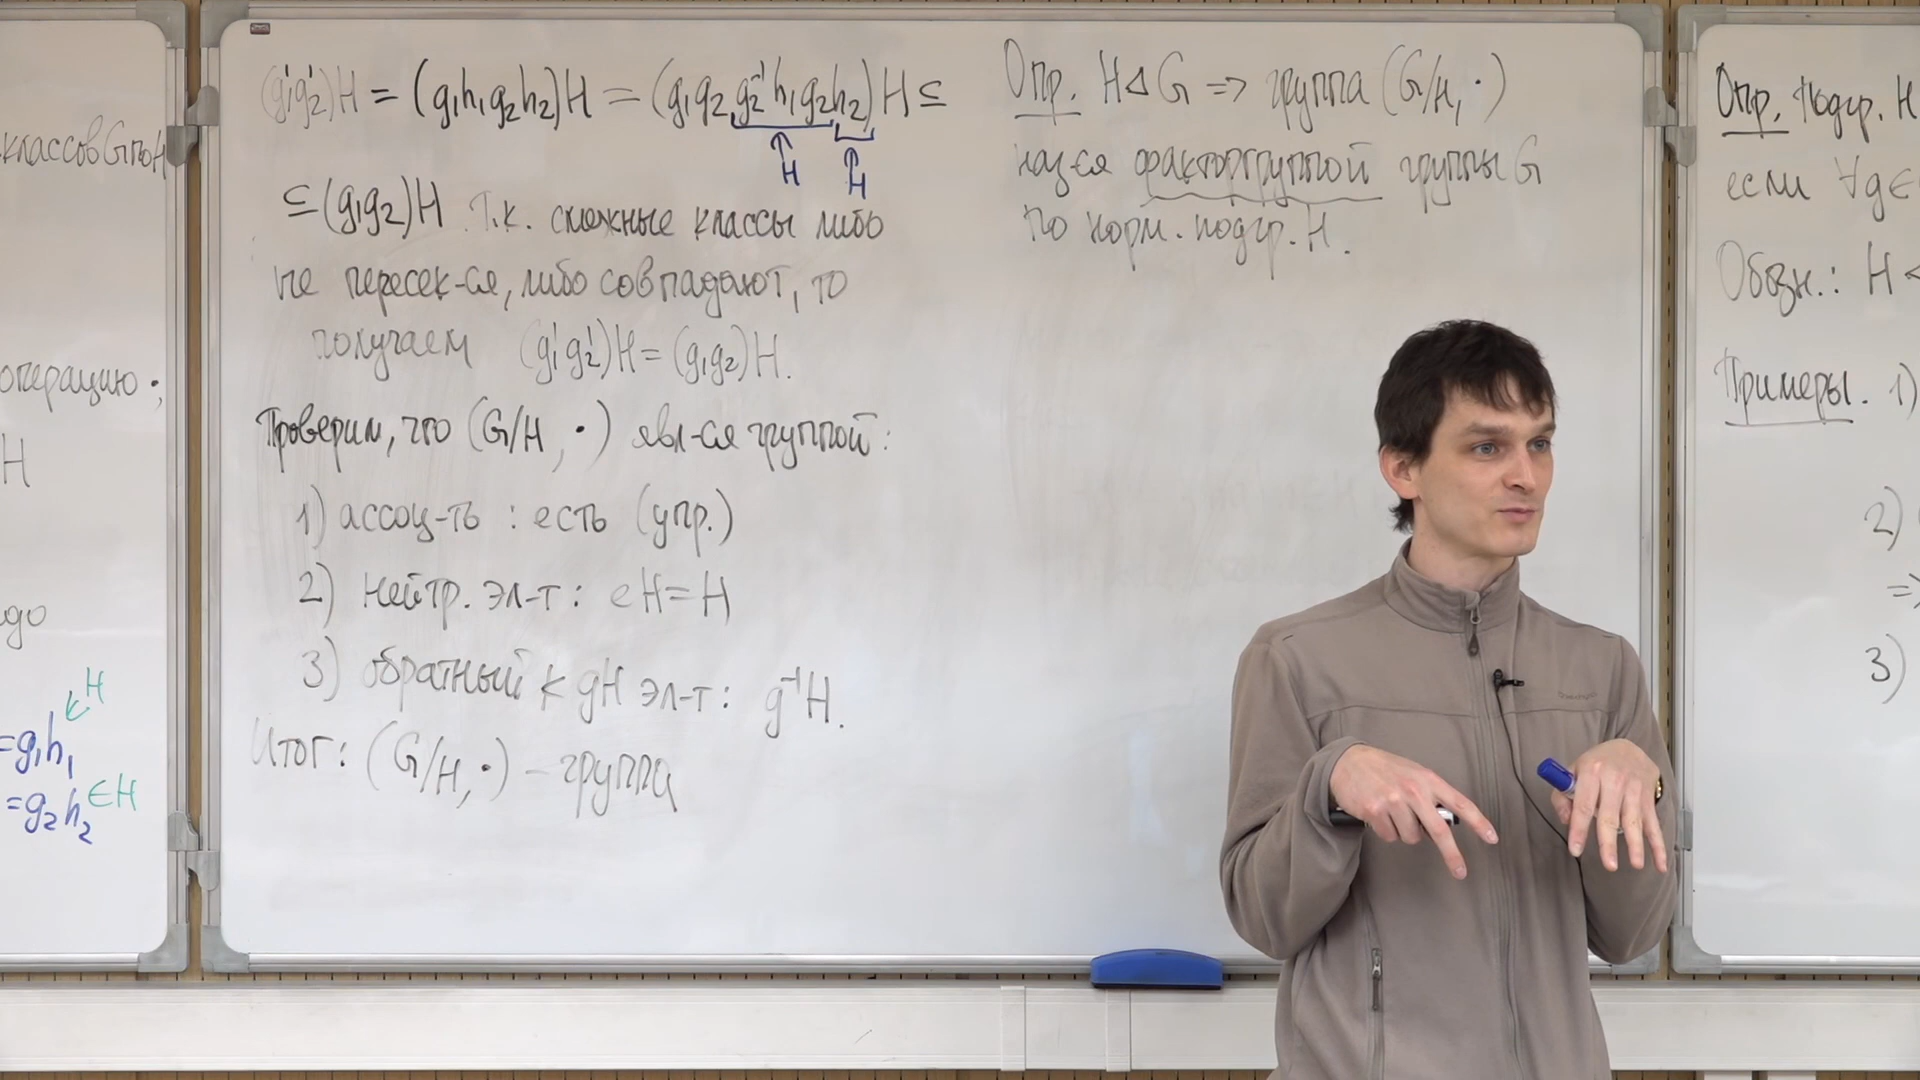 классов G по H
операцию ·;
H
=g₁h₁ ∈ H
=g₂h₂ ∈ H
(g₁'g₂')H = (g₁h₁g₂h₂)H = (g₁g₂g₂⁻¹h₁g₂h₂)H ⊆
H H
⊆ (g₁g₂)H. Т.к. смежные классы либо
не пересек-ся, либо совпадают, то
получаем (g₁'g₂')H = (g₁g₂)H.
Проверим, что (G/H, ·) явл-ся группой:
1) ассоц-ть : есть (упр.)
2) нейтр. эл-т : eH=H
3) обратный к gH эл-т : g⁻¹H.
Итог: (G/H, ·) – группа
Опр. H⊲G => группа (G/H, ·)
наз-ся факторгруппой группы G
по норм. подгр. H.
Опр. Подгр. H
если ∀g∈
Обозн.: H ⊲
Примеры. 1)
2)
=>
3)